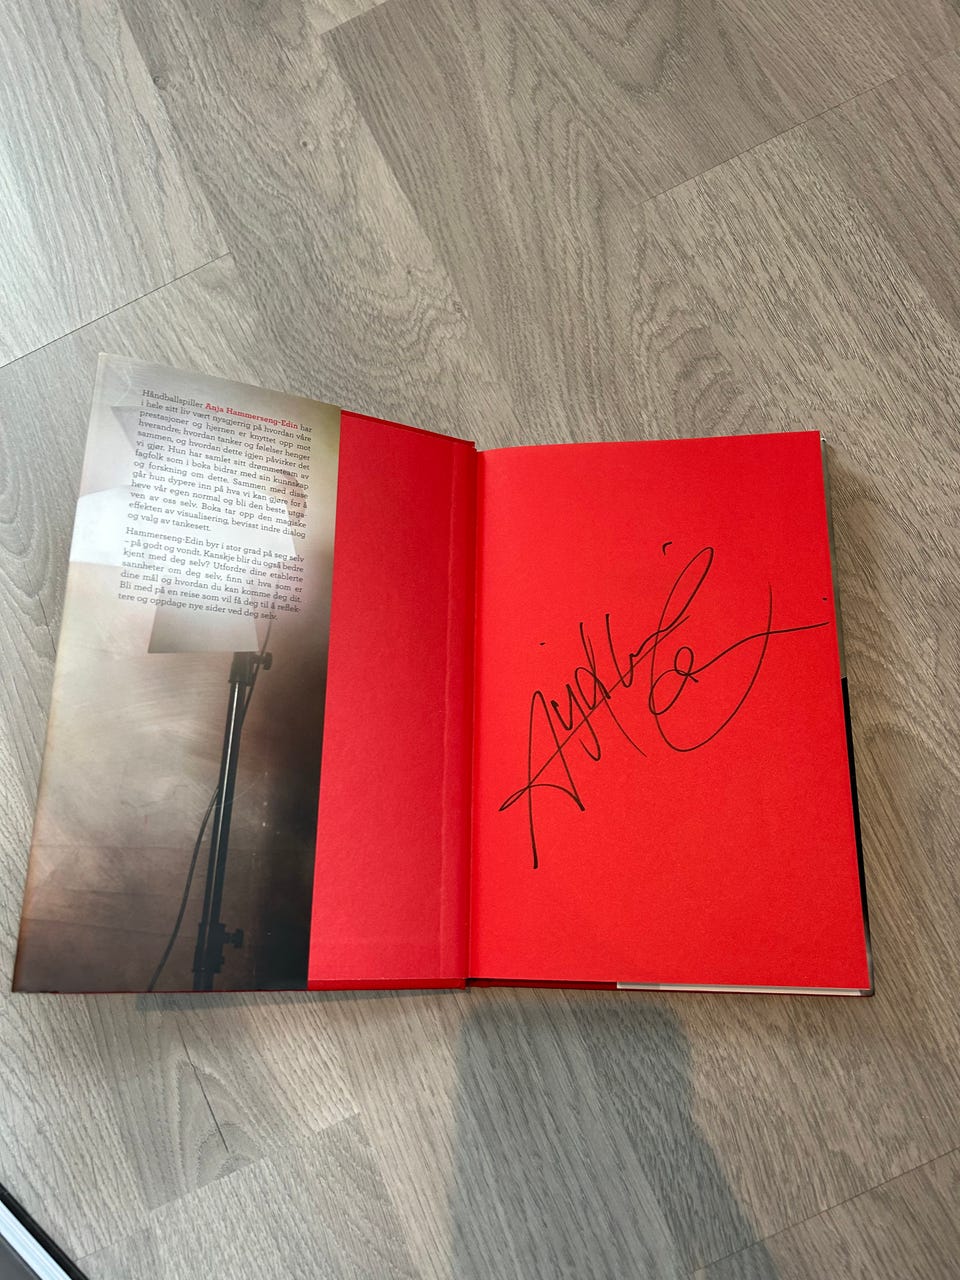 Håndballspiller Anja Hammerseng-Edin har
i hele sitt liv vært nysgjerrig på hvordan våre
prestasjoner og hjernen er knyttet opp mot
hverandre; hvordan tanker og følelser henger
sammen, og hvordan dette igjen påvirker det
vi gjør. Hun har samlet sitt drømmeteam av
fagfolk som i boka bidrar med sin kunnskap
og forskning om dette. Sammen med disse
går hun dypere inn på hva vi kan gjøre for å
heve vår egen normal og bli den beste utga-
ven av oss selv. Boka tar opp den magiske
effekten av visualisering, bevisst indre dialog
og valg av tankesett.
Hammerseng-Edin byr i stor grad på seg selv
– på godt og vondt. Kanskje blir du også bedre
kjent med deg selv? Utfordre dine etablerte
sannheter om deg selv, finn ut hva som er
dine mål og hvordan du kan komme deg dit.
Bli med på en reise som vil få deg til å reflek-
tere og oppdage nye sider ved deg selv.